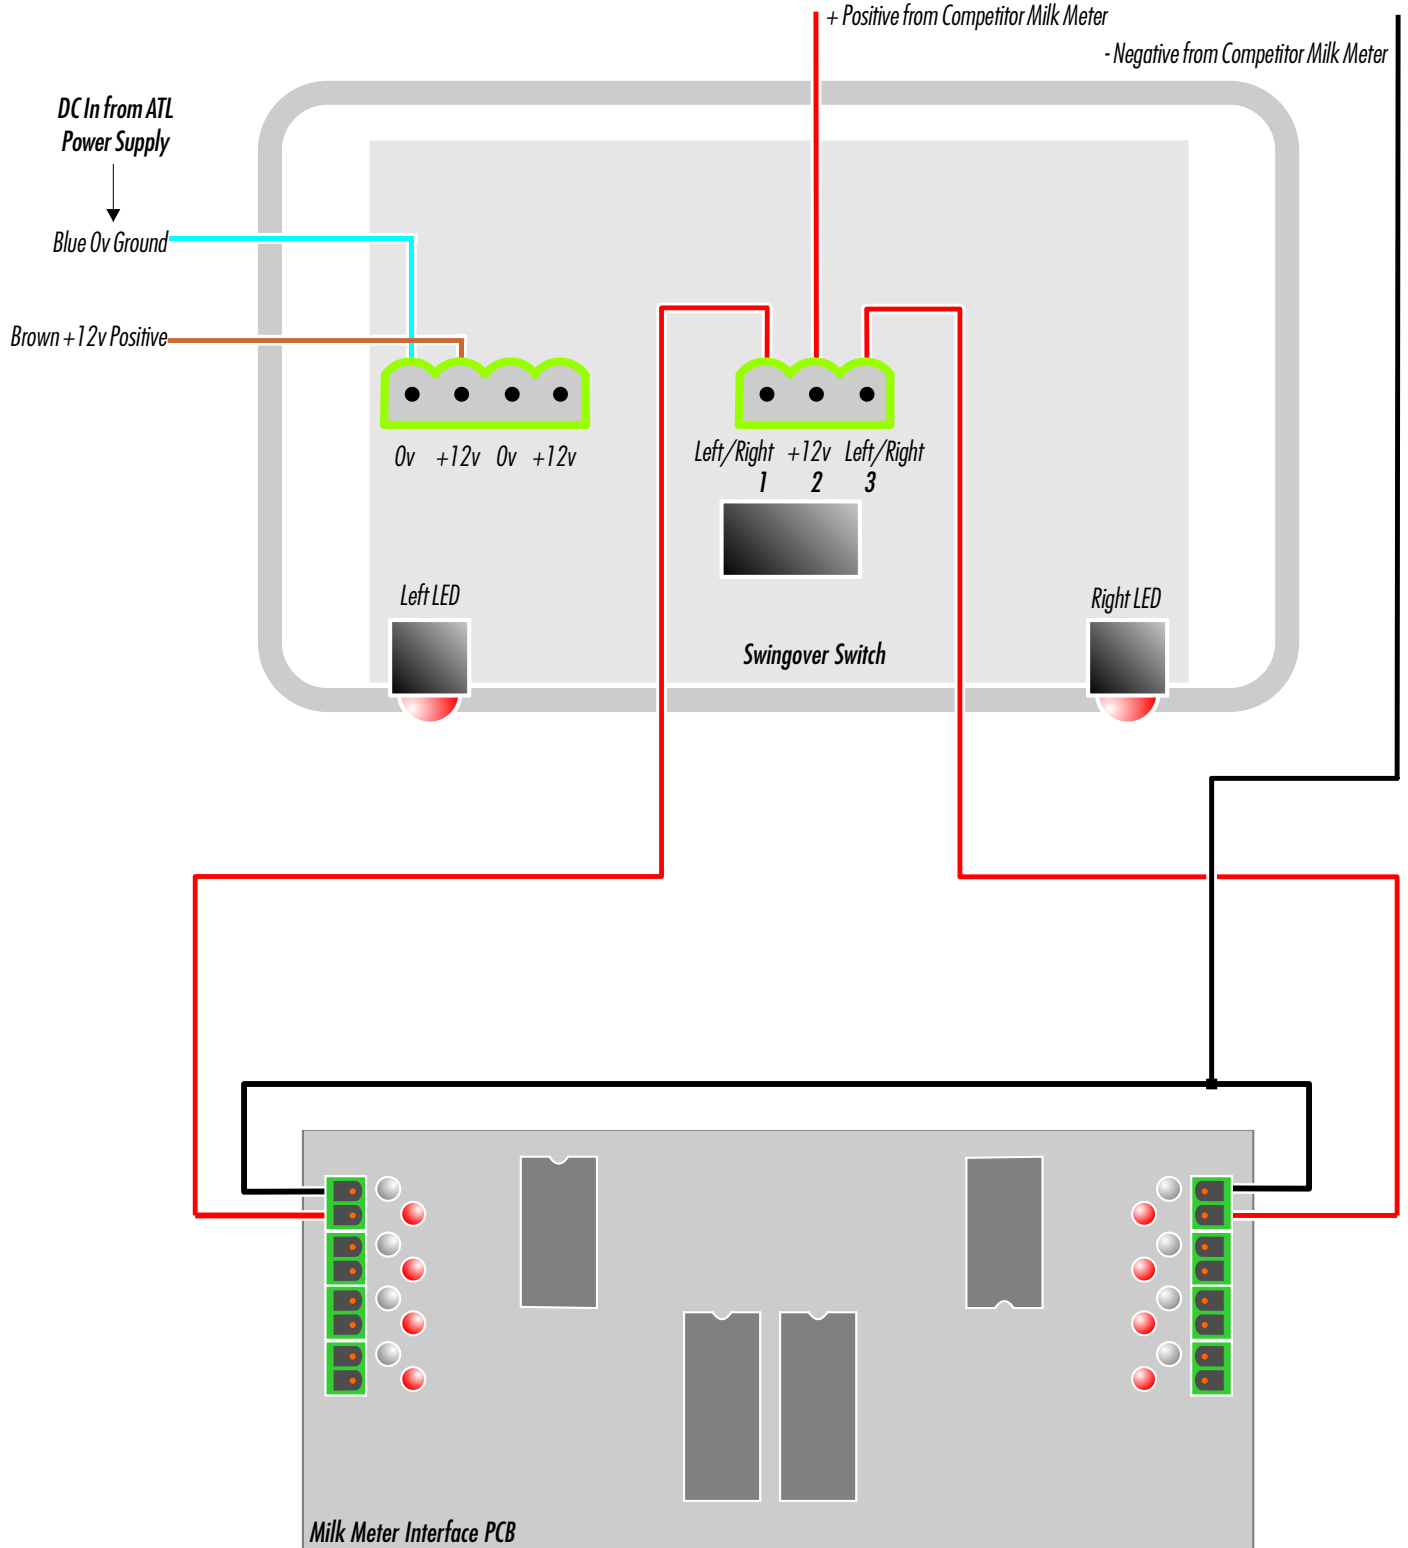 + Positive from Competitor Milk Meter
- Negative from Competitor Milk Meter
DC In from ATL
Power Supply
Blue 0v Ground
Brown +12v Positive
0v +12v 0v +12v
Left/Right +12v Left/Right
1 2 3
Left LED
Right LED
Swingover Switch
Milk Meter Interface PCB